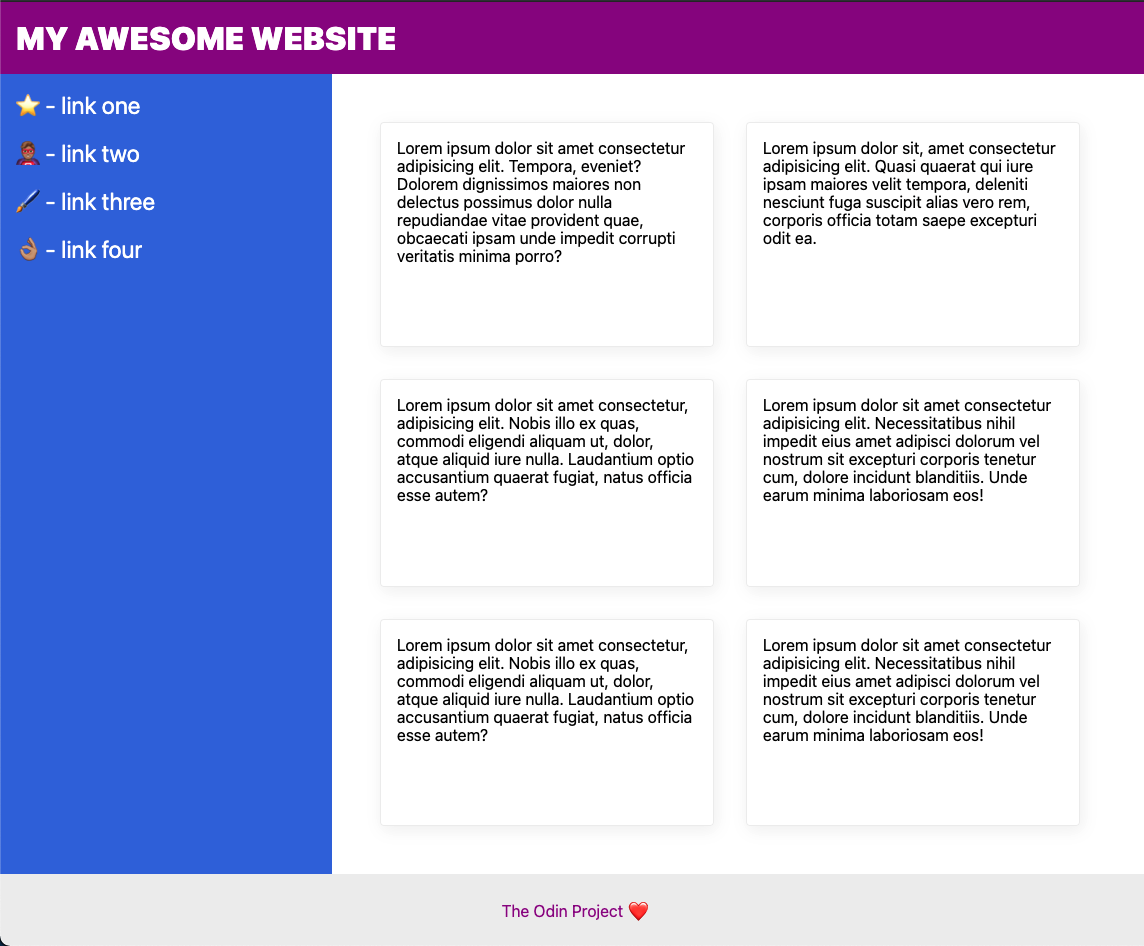 MY AWESOME WEBSITE
⭐ - link one
🦹🏽 - link two
🖌️ - link three
👌🏽 - link four
Lorem ipsum dolor sit amet consectetur
adipisicing elit. Tempora, eveniet?
Dolorem dignissimos maiores non
delectus possimus dolor nulla
repudiandae vitae provident quae,
obcaecati ipsam unde impedit corrupti
veritatis minima porro?
Lorem ipsum dolor sit, amet consectetur
adipisicing elit. Quasi quaerat qui iure
ipsam maiores velit tempora, deleniti
nesciunt fuga suscipit alias vero rem,
corporis officia totam saepe excepturi
odit ea.
Lorem ipsum dolor sit amet consectetur,
adipisicing elit. Nobis illo ex quas,
commodi eligendi aliquam ut, dolor,
atque aliquid iure nulla. Laudantium optio
accusantium quaerat fugiat, natus officia
esse autem?
Lorem ipsum dolor sit amet consectetur
adipisicing elit. Necessitatibus nihil
impedit eius amet adipisci dolorum vel
nostrum sit excepturi corporis tenetur
cum, dolore incidunt blanditiis. Unde
earum minima laboriosam eos!
Lorem ipsum dolor sit amet consectetur,
adipisicing elit. Nobis illo ex quas,
commodi eligendi aliquam ut, dolor,
atque aliquid iure nulla. Laudantium optio
accusantium quaerat fugiat, natus officia
esse autem?
Lorem ipsum dolor sit amet consectetur
adipisicing elit. Necessitatibus nihil
impedit eius amet adipisci dolorum vel
nostrum sit excepturi corporis tenetur
cum, dolore incidunt blanditiis. Unde
earum minima laboriosam eos!
The Odin Project ❤️